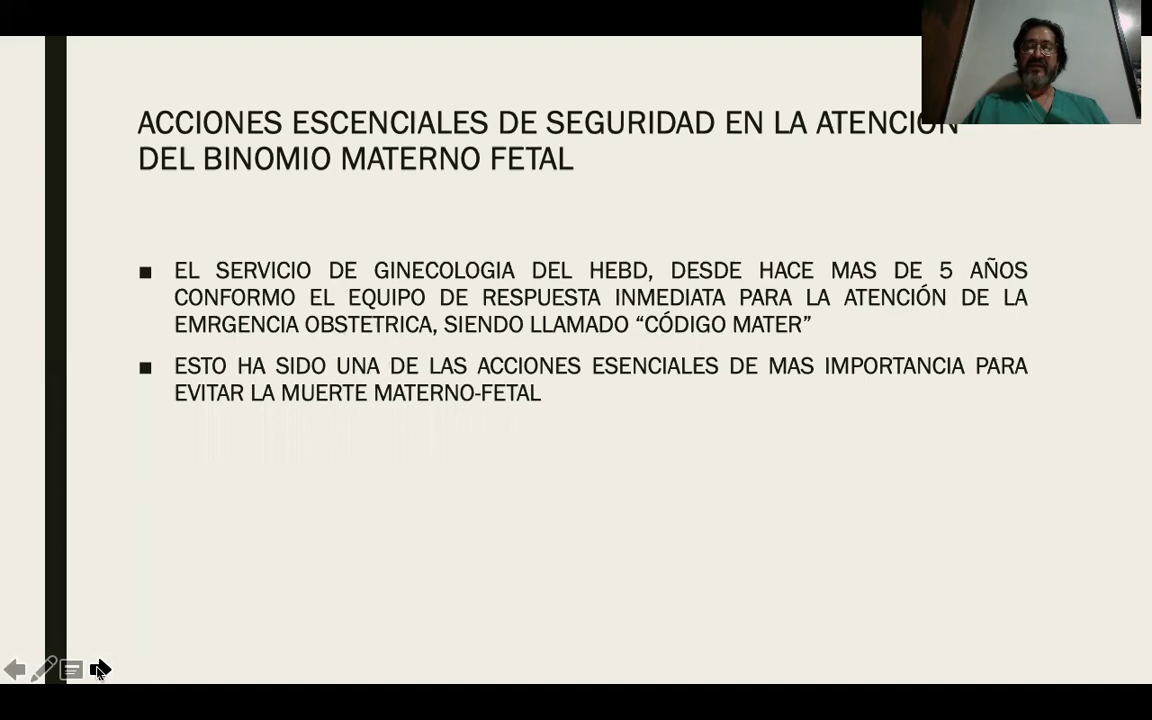 ACCIONES ESCENCIALES DE SEGURIDAD EN LA ATENCION
DEL BINOMIO MATERNO FETAL
■ EL SERVICIO DE GINECOLOGIA DEL HEBD, DESDE HACE MAS DE 5 AÑOS
CONFORMO EL EQUIPO DE RESPUESTA INMEDIATA PARA LA ATENCIÓN DE LA
EMRGENCIA OBSTETRICA, SIENDO LLAMADO “CÓDIGO MATER”
■ ESTO HA SIDO UNA DE LAS ACCIONES ESENCIALES DE MAS IMPORTANCIA PARA
EVITAR LA MUERTE MATERNO-FETAL